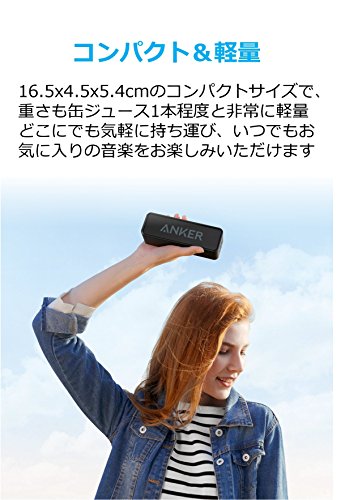 コンパクト＆軽量
16.5x4.5x5.4cmのコンパクトサイズで、
重さも缶ジュース1本程度と非常に軽量
どこにでも気軽に持ち運び、いつでもお
気に入りの音楽をお楽しみいただけます
ANKER